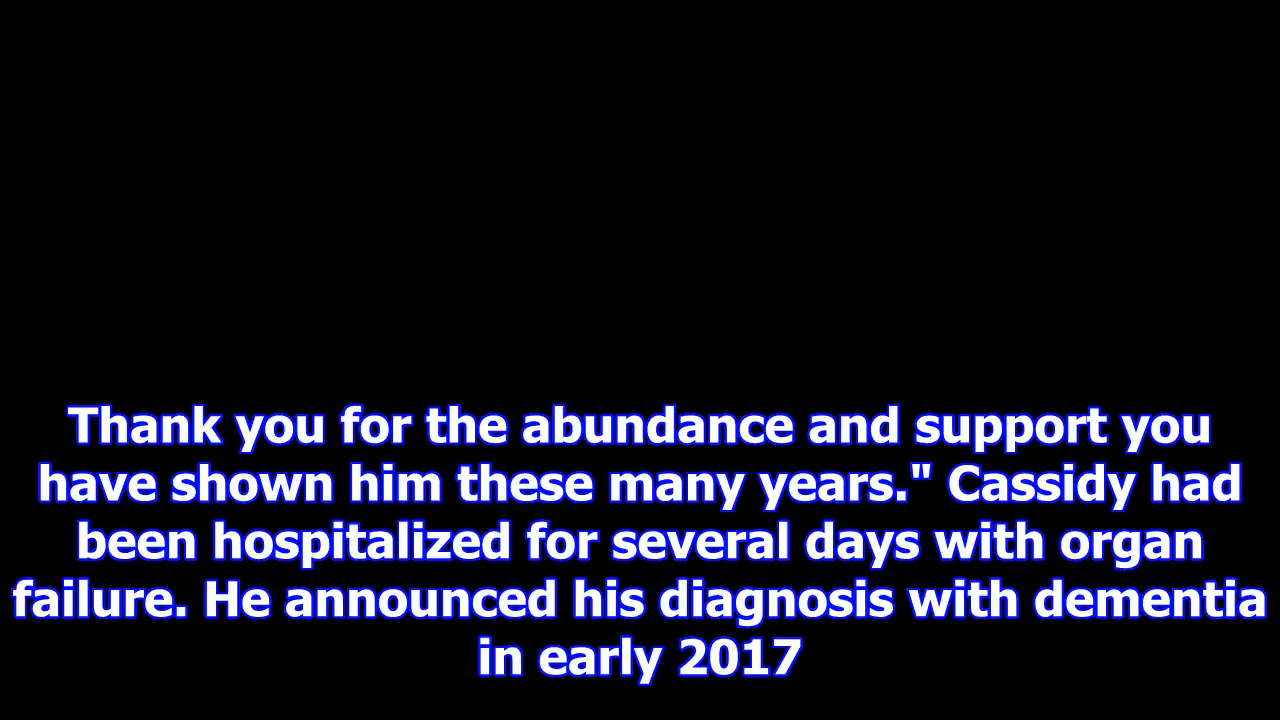 Thank you for the abundance and support you
have shown him these many years." Cassidy had
been hospitalized for several days with organ
failure. He announced his diagnosis with dementia
in early 2017